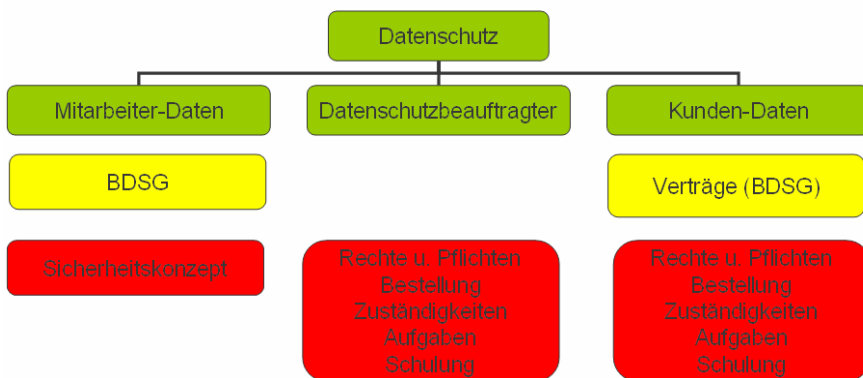 Datenschutz
Mitarbeiter-Daten
Datenschutzbeauftragter
Kunden-Daten
BDSG
Verträge (BDSG)
Sicherheitskonzept
Rechte u. Pflichten
Bestellung
Zuständigkeiten
Aufgaben
Schulung
Rechte u. Pflichten
Bestellung
Zuständigkeiten
Aufgaben
Schulung